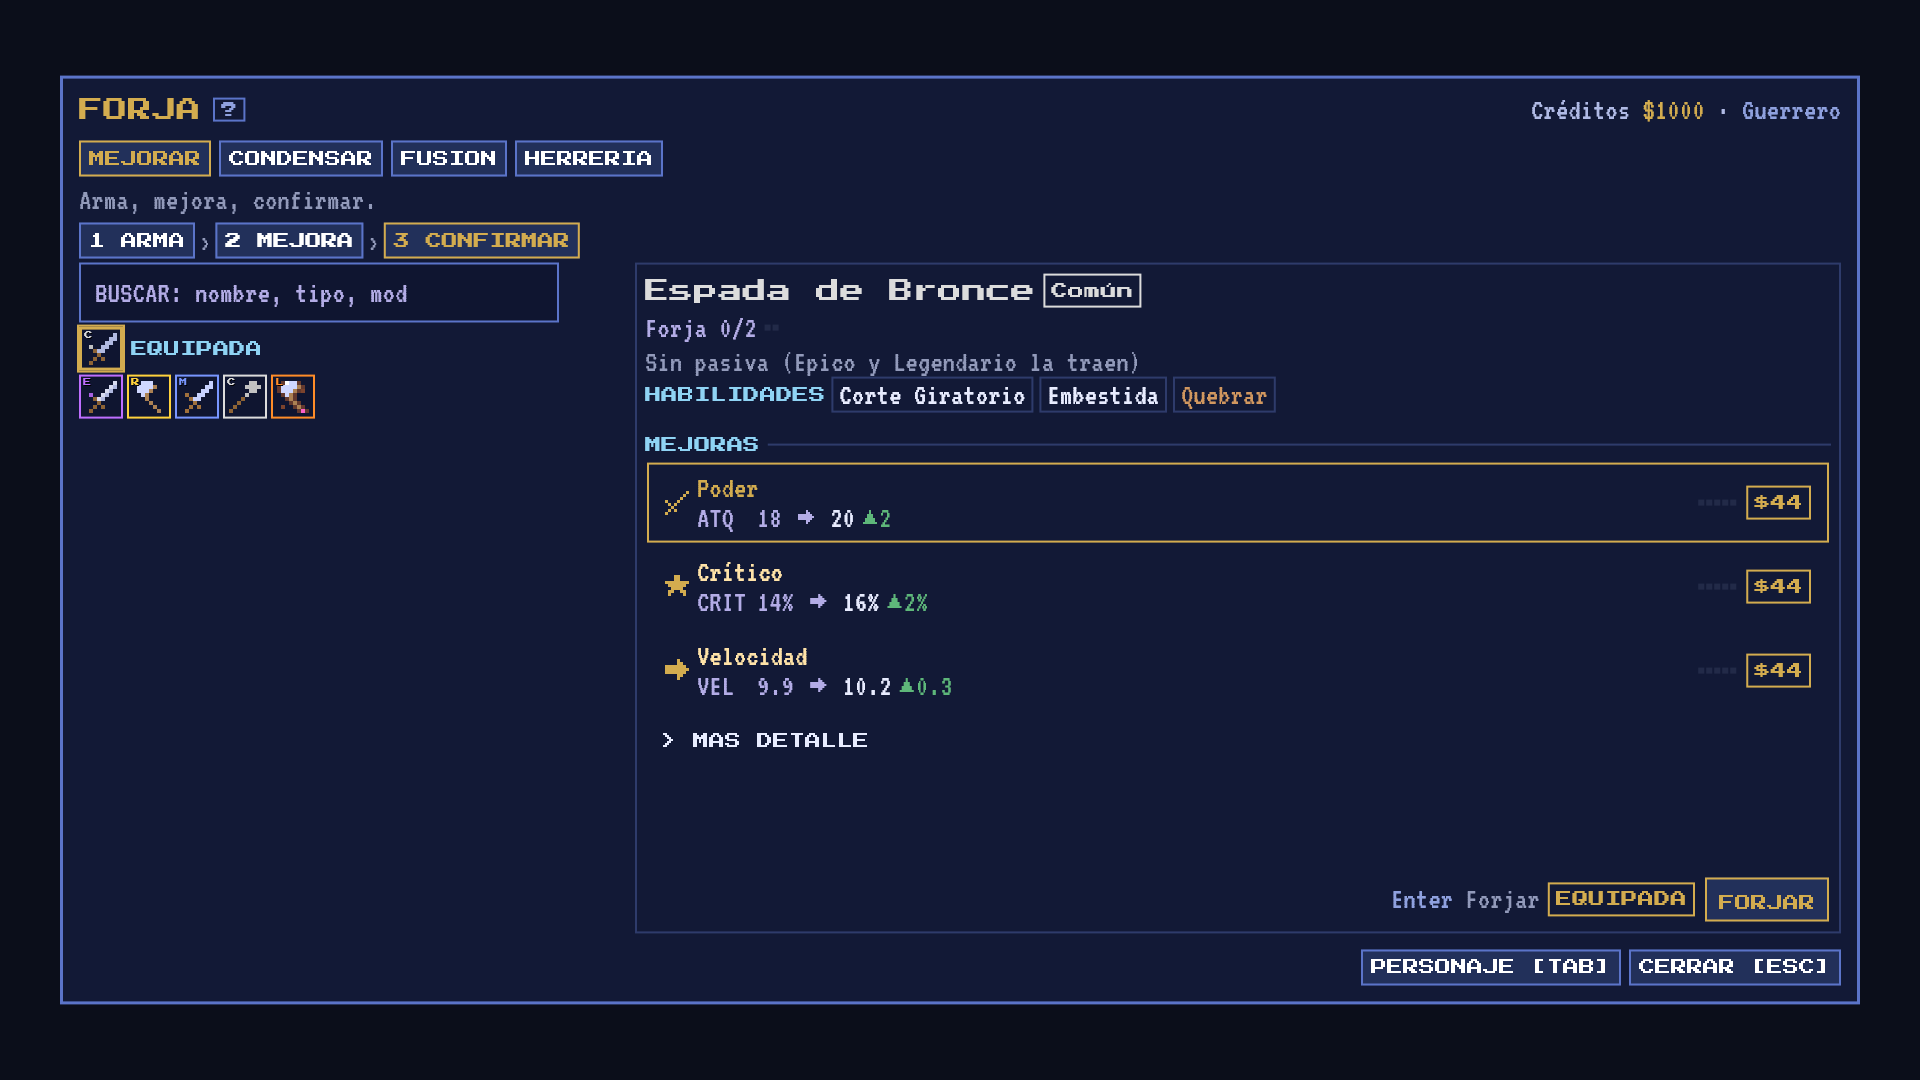 FORJA ?
Créditos $1000 · Guerrero
MEJORAR CONDENSAR FUSION HERRERIA
Arma, mejora, confirmar.
1 ARMA › 2 MEJORA › 3 CONFIRMAR
BUSCAR: nombre, tipo, mod
C EQUIPADA
E R M C L
Espada de Bronce Común
Forja 0/2
Sin pasiva (Epico y Legendario la traen)
HABILIDADES Corte Giratorio Embestida Quebrar
MEJORAS
Poder
ATQ 18 → 20 ▲2
$44
Crítico
CRIT 14% → 16% ▲2%
$44
Velocidad
VEL 9.9 → 10.2 ▲0.3
$44
> MAS DETALLE
Enter Forjar EQUIPADA FORJAR
PERSONAJE [TAB] CERRAR [ESC]